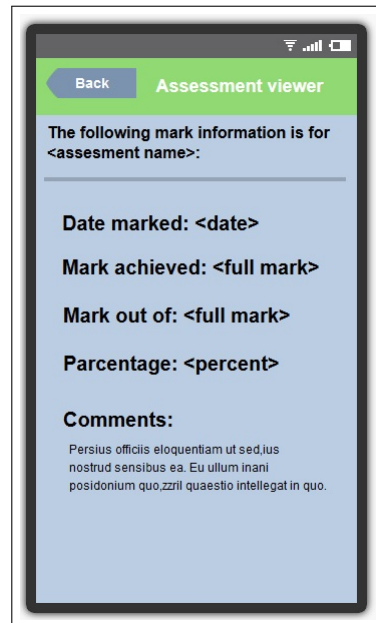 Back
Assessment viewer
The following mark information is for
<assesment name>:
Date marked: <date>
Mark achieved: <full mark>
Mark out of: <full mark>
Parcentage: <percent>
Comments:
Persius officiis eloquentiam ut sed,ius
nostrud sensibus ea. Eu ullum inani
posidonium quo,zzril quaestio intellegat in quo.